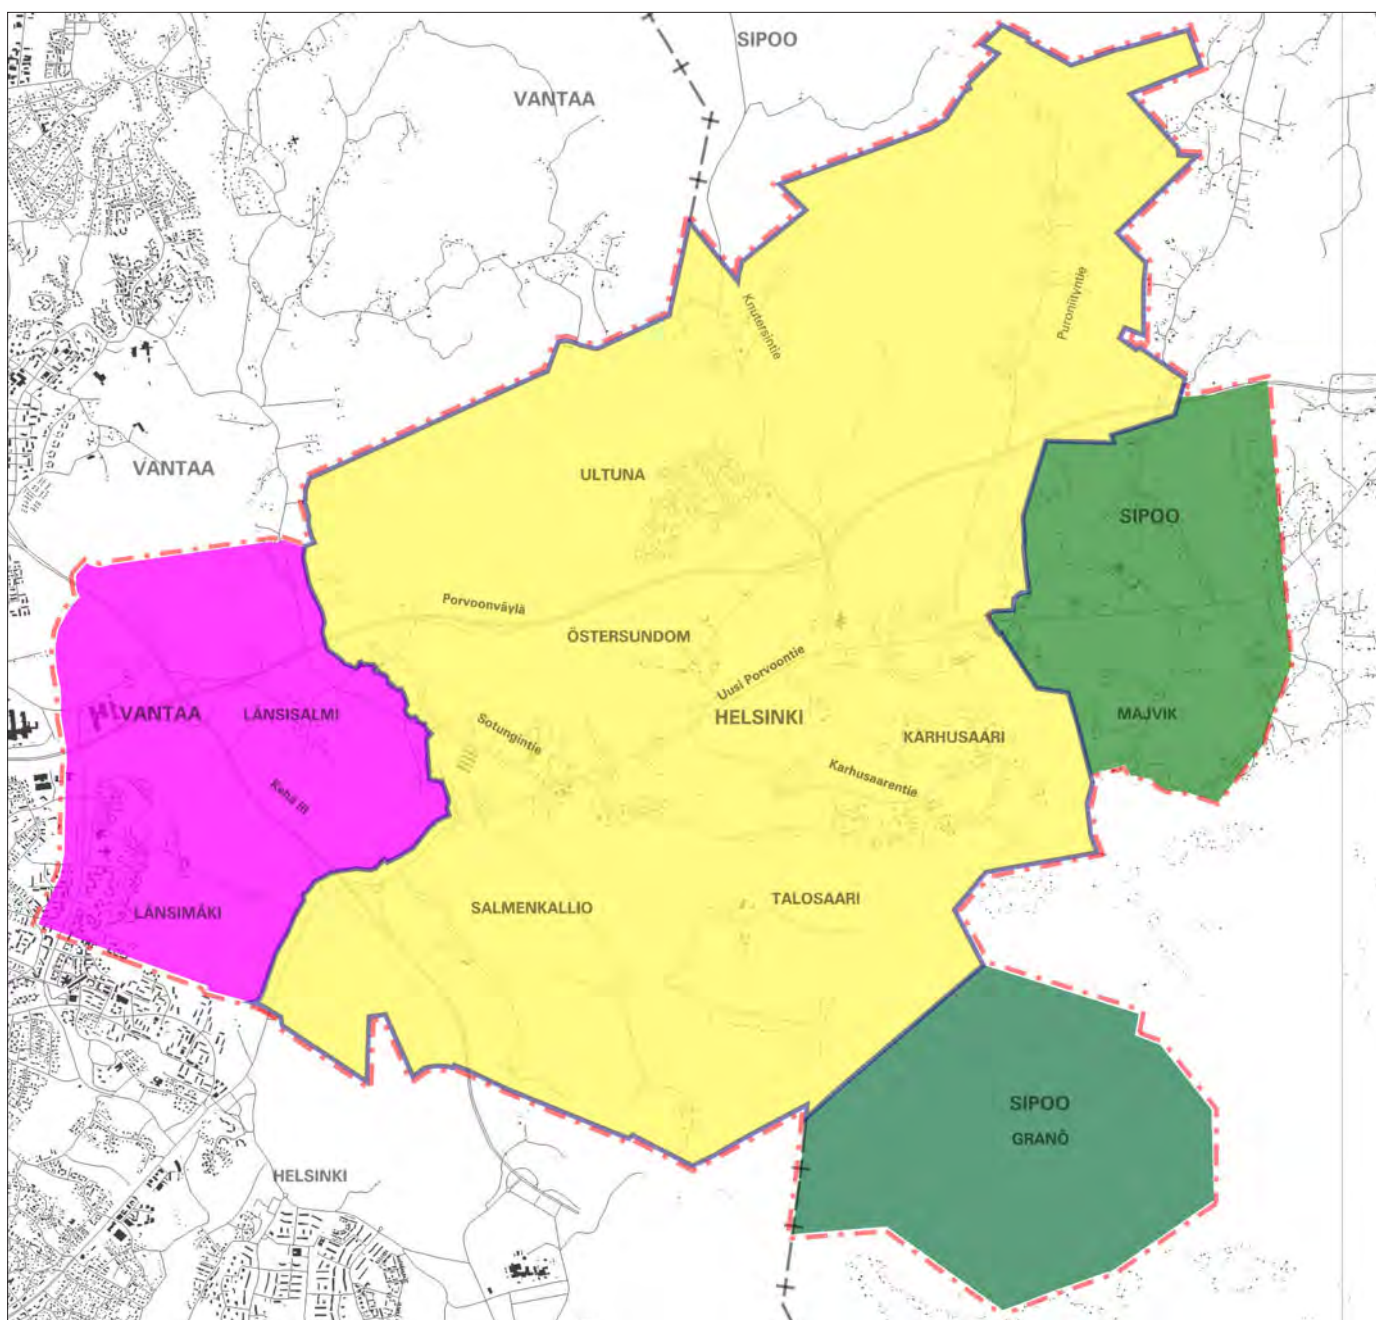 SIPOO
VANTAA
Knutersintie
Puroniityntie
VANTAA
ULTUNA
SIPOO
Porvoonväylä
ÖSTERSUNDOM
Uusi Porvoontie
VANTAA
LÄNSISALMI
Sotungintie
HELSINKI
KARHUSAARI
MAJVIK
Kehä III
Karhusaarentie
LÄNSIMÄKI
SALMENKALLIO
TALOSAARI
SIPOO
GRANÖ
HELSINKI